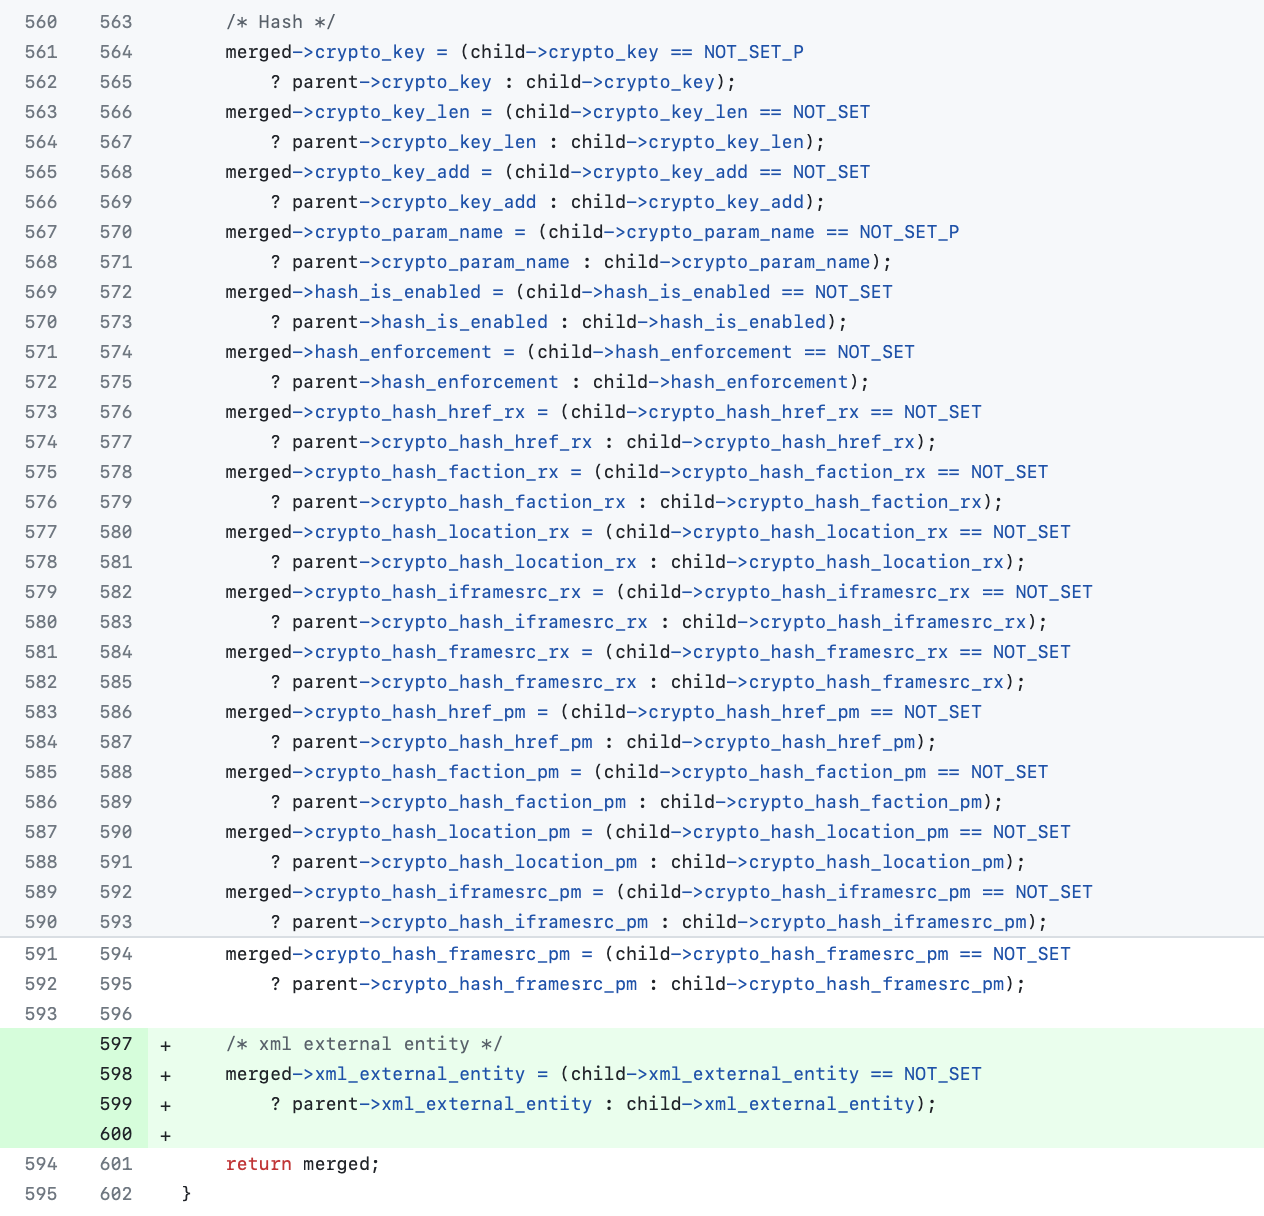 560 563 /* Hash */
561 564 merged->crypto_key = (child->crypto_key == NOT_SET_P
562 565 ? parent->crypto_key : child->crypto_key);
563 566 merged->crypto_key_len = (child->crypto_key_len == NOT_SET
564 567 ? parent->crypto_key_len : child->crypto_key_len);
565 568 merged->crypto_key_add = (child->crypto_key_add == NOT_SET
566 569 ? parent->crypto_key_add : child->crypto_key_add);
567 570 merged->crypto_param_name = (child->crypto_param_name == NOT_SET_P
568 571 ? parent->crypto_param_name : child->crypto_param_name);
569 572 merged->hash_is_enabled = (child->hash_is_enabled == NOT_SET
570 573 ? parent->hash_is_enabled : child->hash_is_enabled);
571 574 merged->hash_enforcement = (child->hash_enforcement == NOT_SET
572 575 ? parent->hash_enforcement : child->hash_enforcement);
573 576 merged->crypto_hash_href_rx = (child->crypto_hash_href_rx == NOT_SET
574 577 ? parent->crypto_hash_href_rx : child->crypto_hash_href_rx);
575 578 merged->crypto_hash_faction_rx = (child->crypto_hash_faction_rx == NOT_SET
576 579 ? parent->crypto_hash_faction_rx : child->crypto_hash_faction_rx);
577 580 merged->crypto_hash_location_rx = (child->crypto_hash_location_rx == NOT_SET
578 581 ? parent->crypto_hash_location_rx : child->crypto_hash_location_rx);
579 582 merged->crypto_hash_iframesrc_rx = (child->crypto_hash_iframesrc_rx == NOT_SET
580 583 ? parent->crypto_hash_iframesrc_rx : child->crypto_hash_iframesrc_rx);
581 584 merged->crypto_hash_framesrc_rx = (child->crypto_hash_framesrc_rx == NOT_SET
582 585 ? parent->crypto_hash_framesrc_rx : child->crypto_hash_framesrc_rx);
583 586 merged->crypto_hash_href_pm = (child->crypto_hash_href_pm == NOT_SET
584 587 ? parent->crypto_hash_href_pm : child->crypto_hash_href_pm);
585 588 merged->crypto_hash_faction_pm = (child->crypto_hash_faction_pm == NOT_SET
586 589 ? parent->crypto_hash_faction_pm : child->crypto_hash_faction_pm);
587 590 merged->crypto_hash_location_pm = (child->crypto_hash_location_pm == NOT_SET
588 591 ? parent->crypto_hash_location_pm : child->crypto_hash_location_pm);
589 592 merged->crypto_hash_iframesrc_pm = (child->crypto_hash_iframesrc_pm == NOT_SET
590 593 ? parent->crypto_hash_iframesrc_pm : child->crypto_hash_iframesrc_pm);
591 594 merged->crypto_hash_framesrc_pm = (child->crypto_hash_framesrc_pm == NOT_SET
592 595 ? parent->crypto_hash_framesrc_pm : child->crypto_hash_framesrc_pm);
593 596
597 + /* xml external entity */
598 + merged->xml_external_entity = (child->xml_external_entity == NOT_SET
599 + ? parent->xml_external_entity : child->xml_external_entity);
600 +
594 601 return merged;
595 602 }